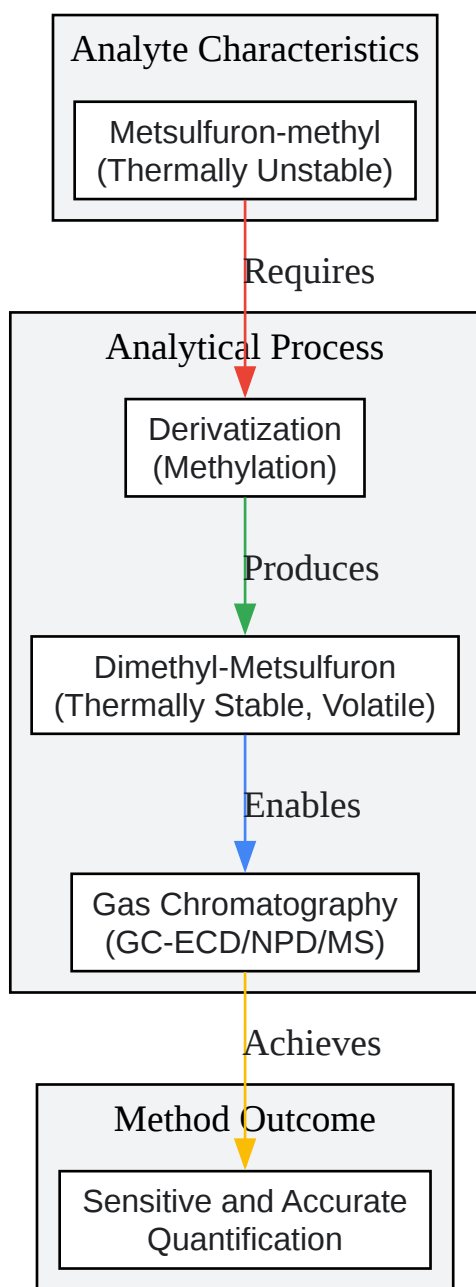 Analyte Characteristics
Metsulfuron-methyl
(Thermally Unstable)
Requires
Analytical Process
Derivatization
(Methylation)
Produces
Dimethyl-Metsulfuron
(Thermally Stable, Volatile)
Enables
Gas Chromatography
(GC-ECD/NPD/MS)
Achieves
Method Outcome
Sensitive and Accurate
Quantification